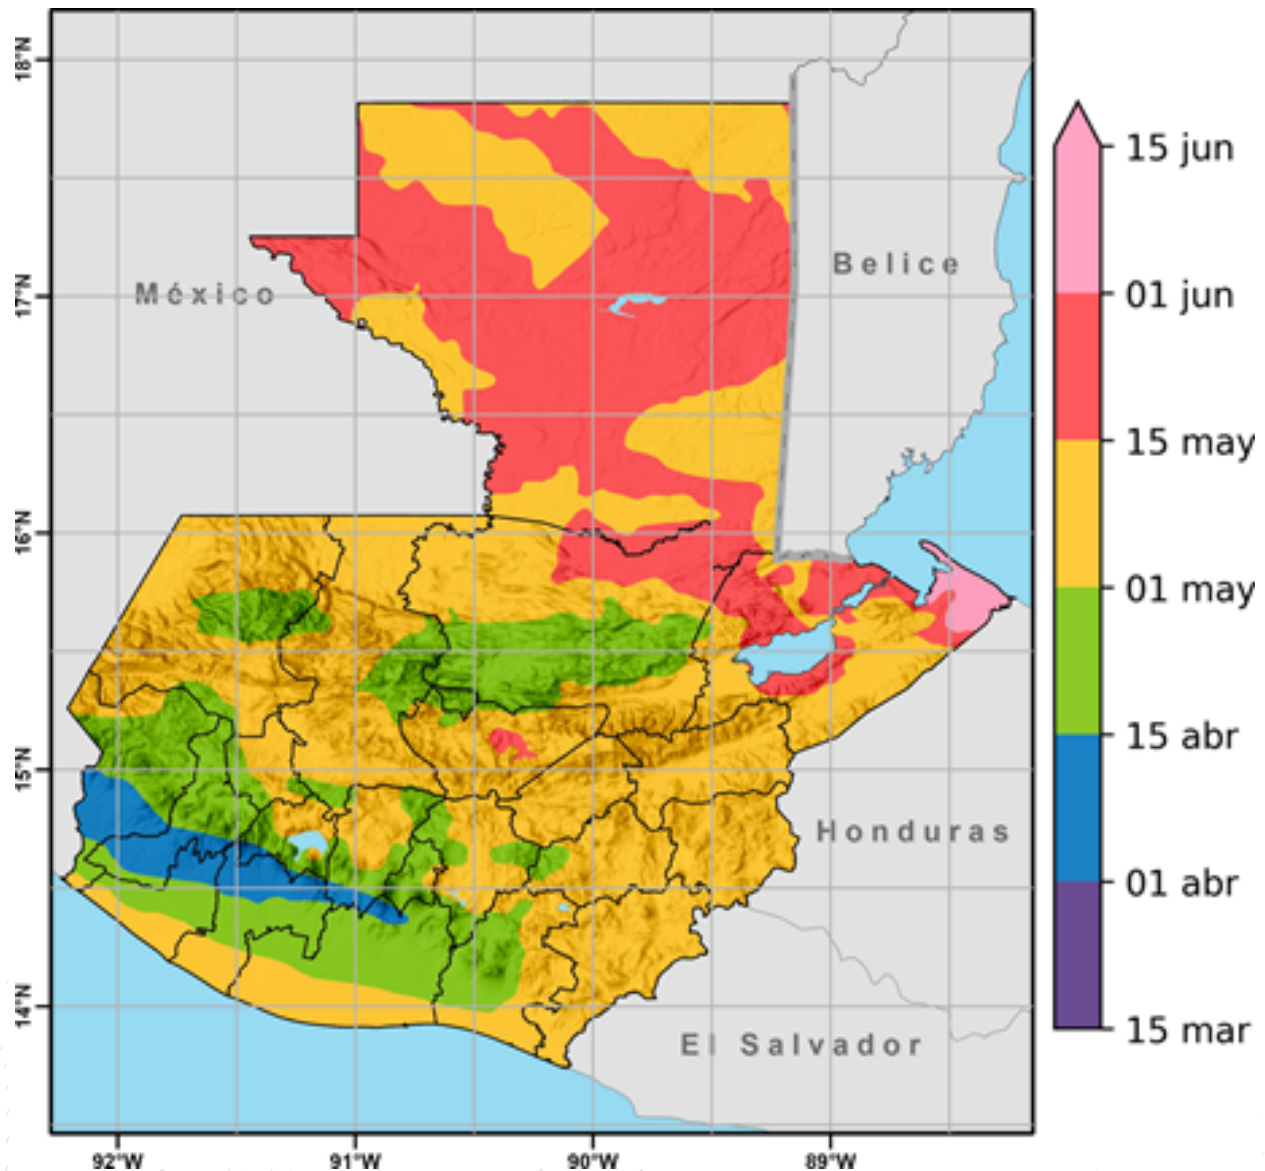 18°N
17°N
16°N
15°N
14°N
92°W
91°W
90°W
89°W
México
Belice
Honduras
El Salvador
15 jun
01 jun
15 may
01 may
15 abr
01 abr
15 mar